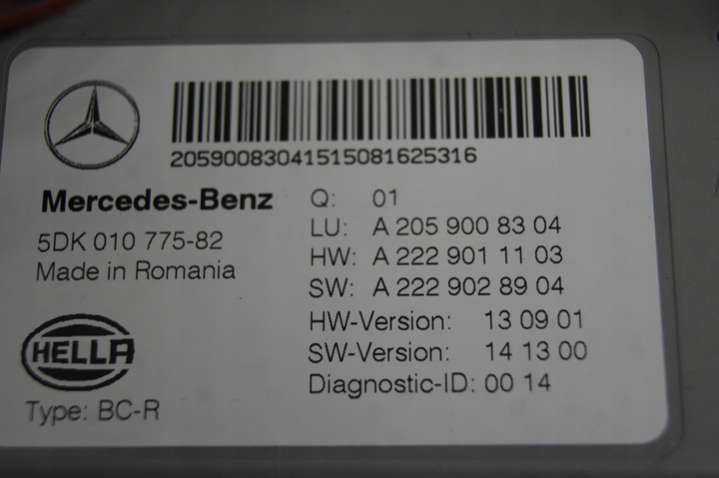 20590083041515081625316
Mercedes-Benz
5DK 010 775-82
Made in Romania
HELLA
Type: BC-R
Q: 01
LU: A 205 900 83 04
HW: A 222 901 11 03
SW: A 222 902 89 04
HW-Version: 13 09 01
SW-Version: 14 13 00
Diagnostic-ID: 00 14